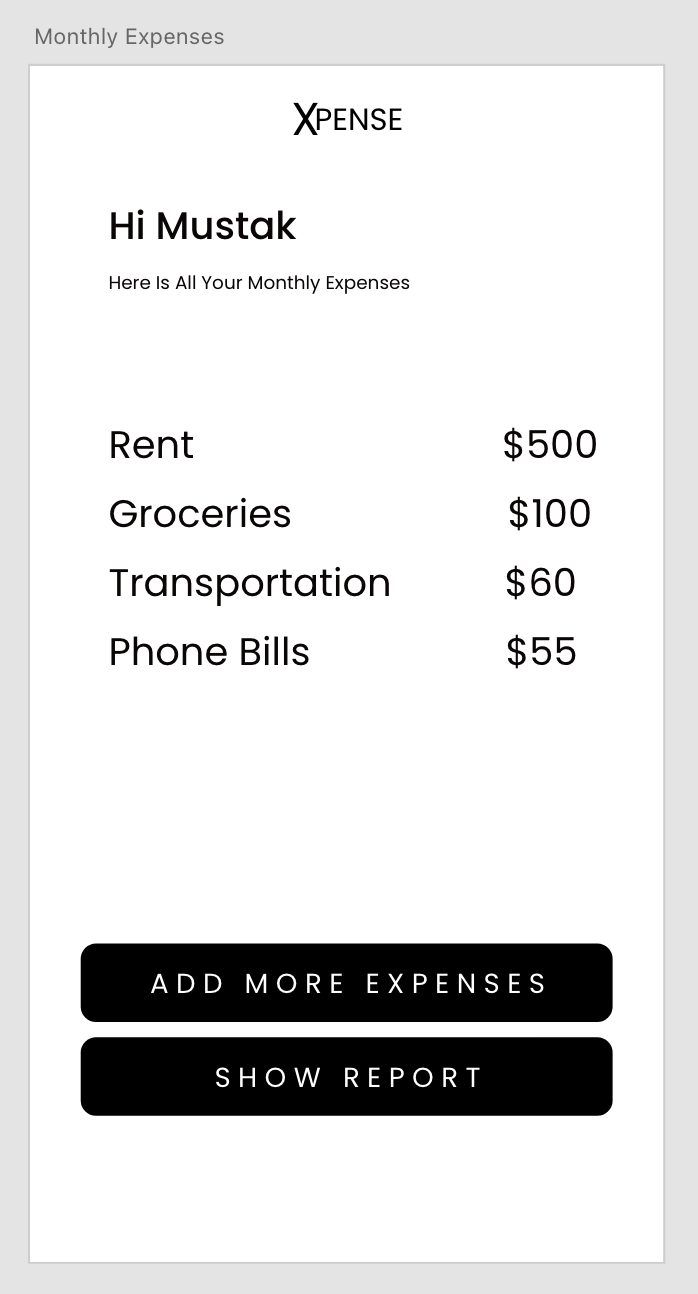 Monthly Expenses
XPENSE
Hi Mustak
Here Is All Your Monthly Expenses
Rent $500
Groceries $100
Transportation $60
Phone Bills $55
ADD MORE EXPENSES
SHOW REPORT